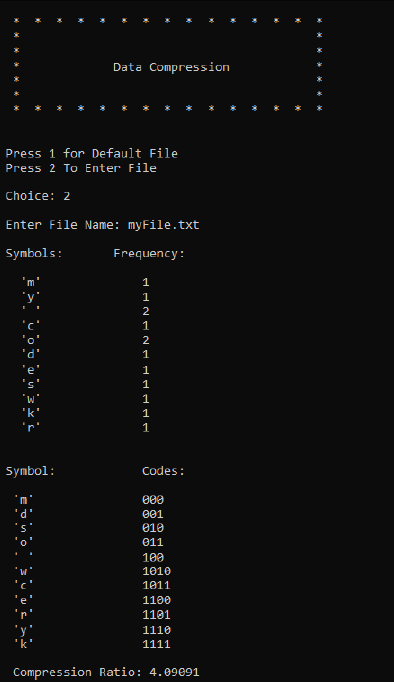 * * * * * * * * * * * * * * *
* *
* *
* Data Compression *
* *
* *
* * * * * * * * * * * * * * *
Press 1 for Default File
Press 2 To Enter File
Choice: 2
Enter File Name: myFile.txt
Symbols: Frequency:
'm' 1
'y' 1
' ' 2
'c' 1
'o' 2
'd' 1
'e' 1
's' 1
'w' 1
'k' 1
'r' 1
Symbol: Codes:
'm' 000
'd' 001
's' 010
'o' 011
' ' 100
'w' 1010
'c' 1011
'e' 1100
'r' 1101
'y' 1110
'k' 1111
Compression Ratio: 4.09091